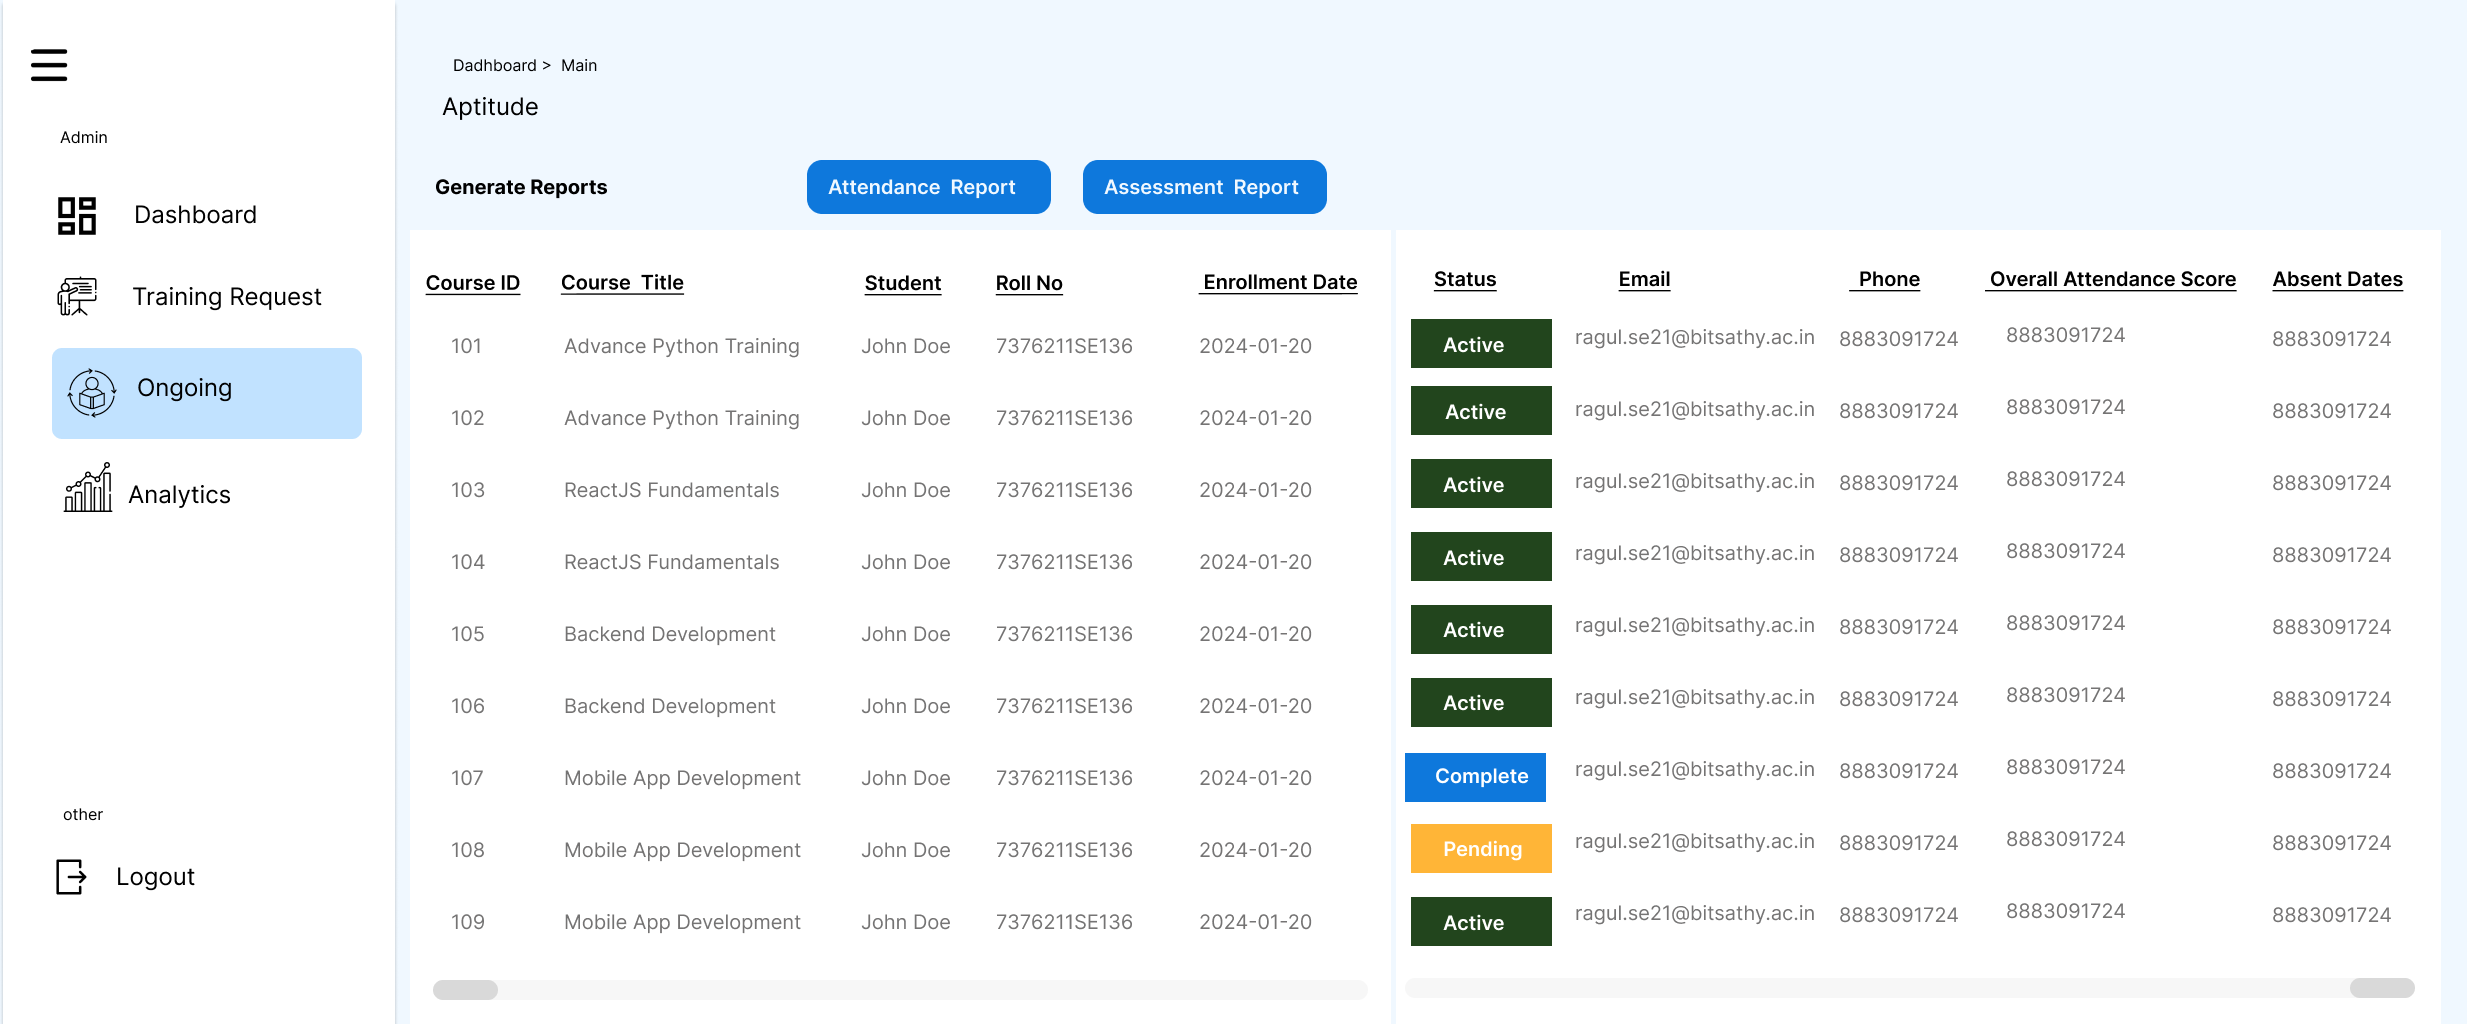 Admin
Dashboard
Training Request
Ongoing
Analytics
other
Logout
Dadhboard > Main
Aptitude
Generate Reports Attendance Report Assessment Report
Course ID Course Title Student Roll No Enrollment Date Status Email Phone Overall Attendance Score Absent Dates
101 Advance Python Training John Doe 7376211SE136 2024-01-20 Active ragul.se21@bitsathy.ac.in 8883091724 8883091724 8883091724
102 Advance Python Training John Doe 7376211SE136 2024-01-20 Active ragul.se21@bitsathy.ac.in 8883091724 8883091724 8883091724
103 ReactJS Fundamentals John Doe 7376211SE136 2024-01-20 Active ragul.se21@bitsathy.ac.in 8883091724 8883091724 8883091724
104 ReactJS Fundamentals John Doe 7376211SE136 2024-01-20 Active ragul.se21@bitsathy.ac.in 8883091724 8883091724 8883091724
105 Backend Development John Doe 7376211SE136 2024-01-20 Active ragul.se21@bitsathy.ac.in 8883091724 8883091724 8883091724
106 Backend Development John Doe 7376211SE136 2024-01-20 Active ragul.se21@bitsathy.ac.in 8883091724 8883091724 8883091724
107 Mobile App Development John Doe 7376211SE136 2024-01-20 Complete ragul.se21@bitsathy.ac.in 8883091724 8883091724 8883091724
108 Mobile App Development John Doe 7376211SE136 2024-01-20 Pending ragul.se21@bitsathy.ac.in 8883091724 8883091724 8883091724
109 Mobile App Development John Doe 7376211SE136 2024-01-20 Active ragul.se21@bitsathy.ac.in 8883091724 8883091724 8883091724